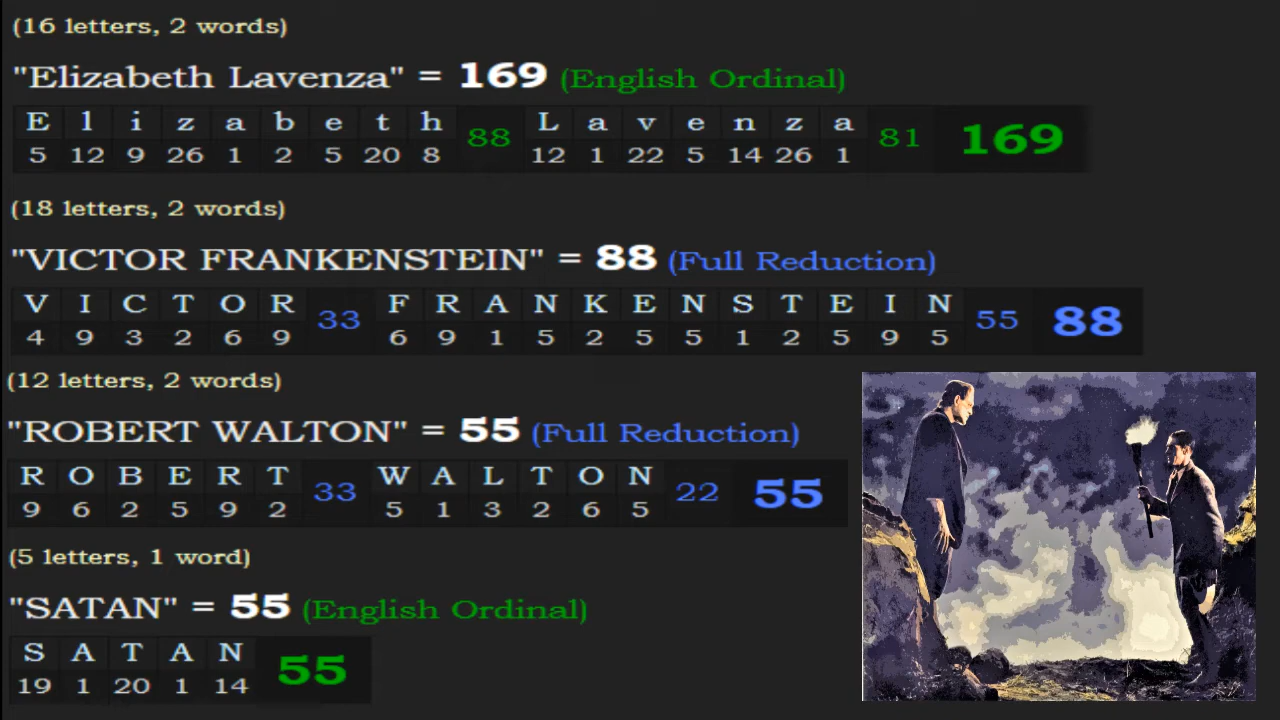 (16 letters, 2 words)
"Elizabeth Lavenza" = 169 (English Ordinal)
E l i z a b e t h 88 L a v e n z a 81 169
5 12 9 26 1 2 5 20 8 12 1 22 5 14 26 1
(18 letters, 2 words)
"VICTOR FRANKENSTEIN" = 88 (Full Reduction)
V I C T O R 33 F R A N K E N S T E I N 55 88
4 9 3 2 6 9 6 9 1 5 2 5 5 1 2 5 9 5
(12 letters, 2 words)
"ROBERT WALTON" = 55 (Full Reduction)
R O B E R T 33 W A L T O N 22 55
9 6 2 5 9 2 5 1 3 2 6 5
(5 letters, 1 word)
"SATAN" = 55 (English Ordinal)
S A T A N 55
19 1 20 1 14